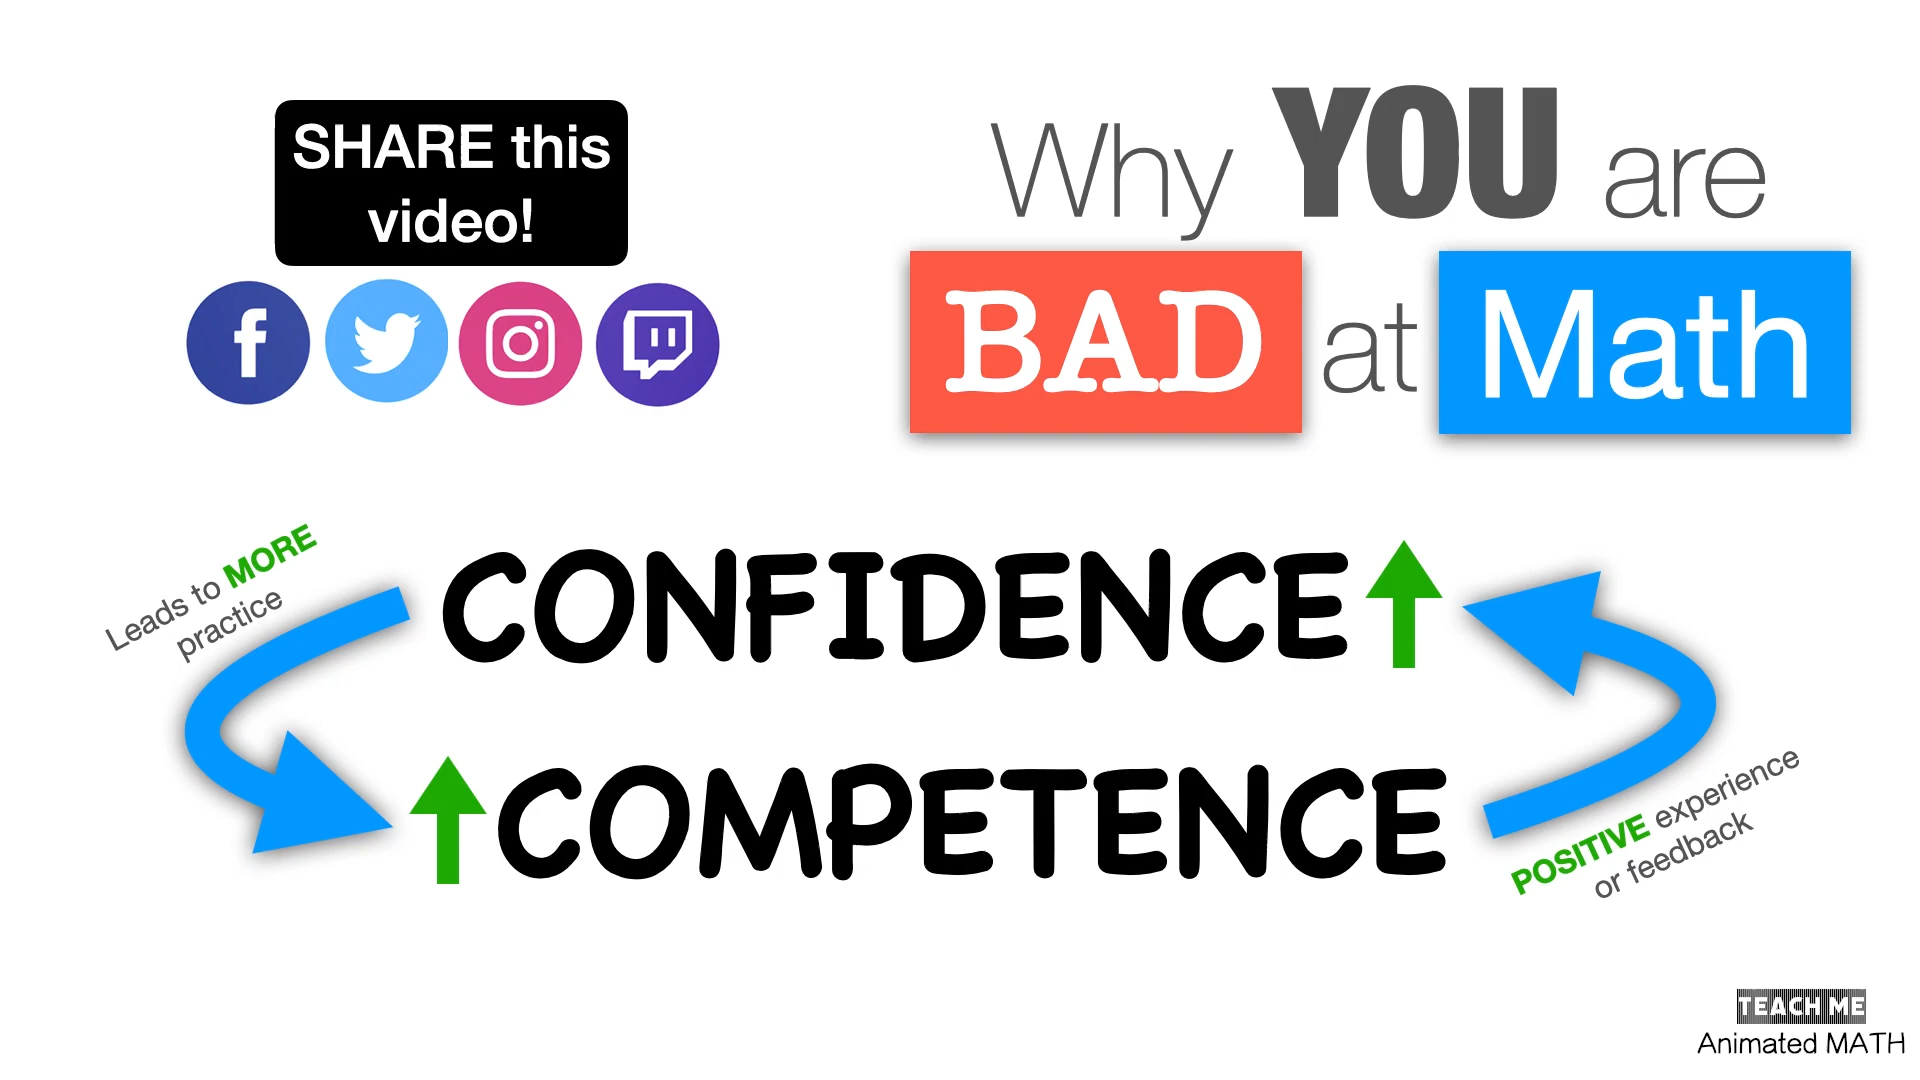 SHARE this
video!
Why YOU are
BAD at Math
Leads to MORE
practice
CONFIDENCE
COMPETENCE
POSITIVE experience
or feedback
TEACH ME
Animated MATH